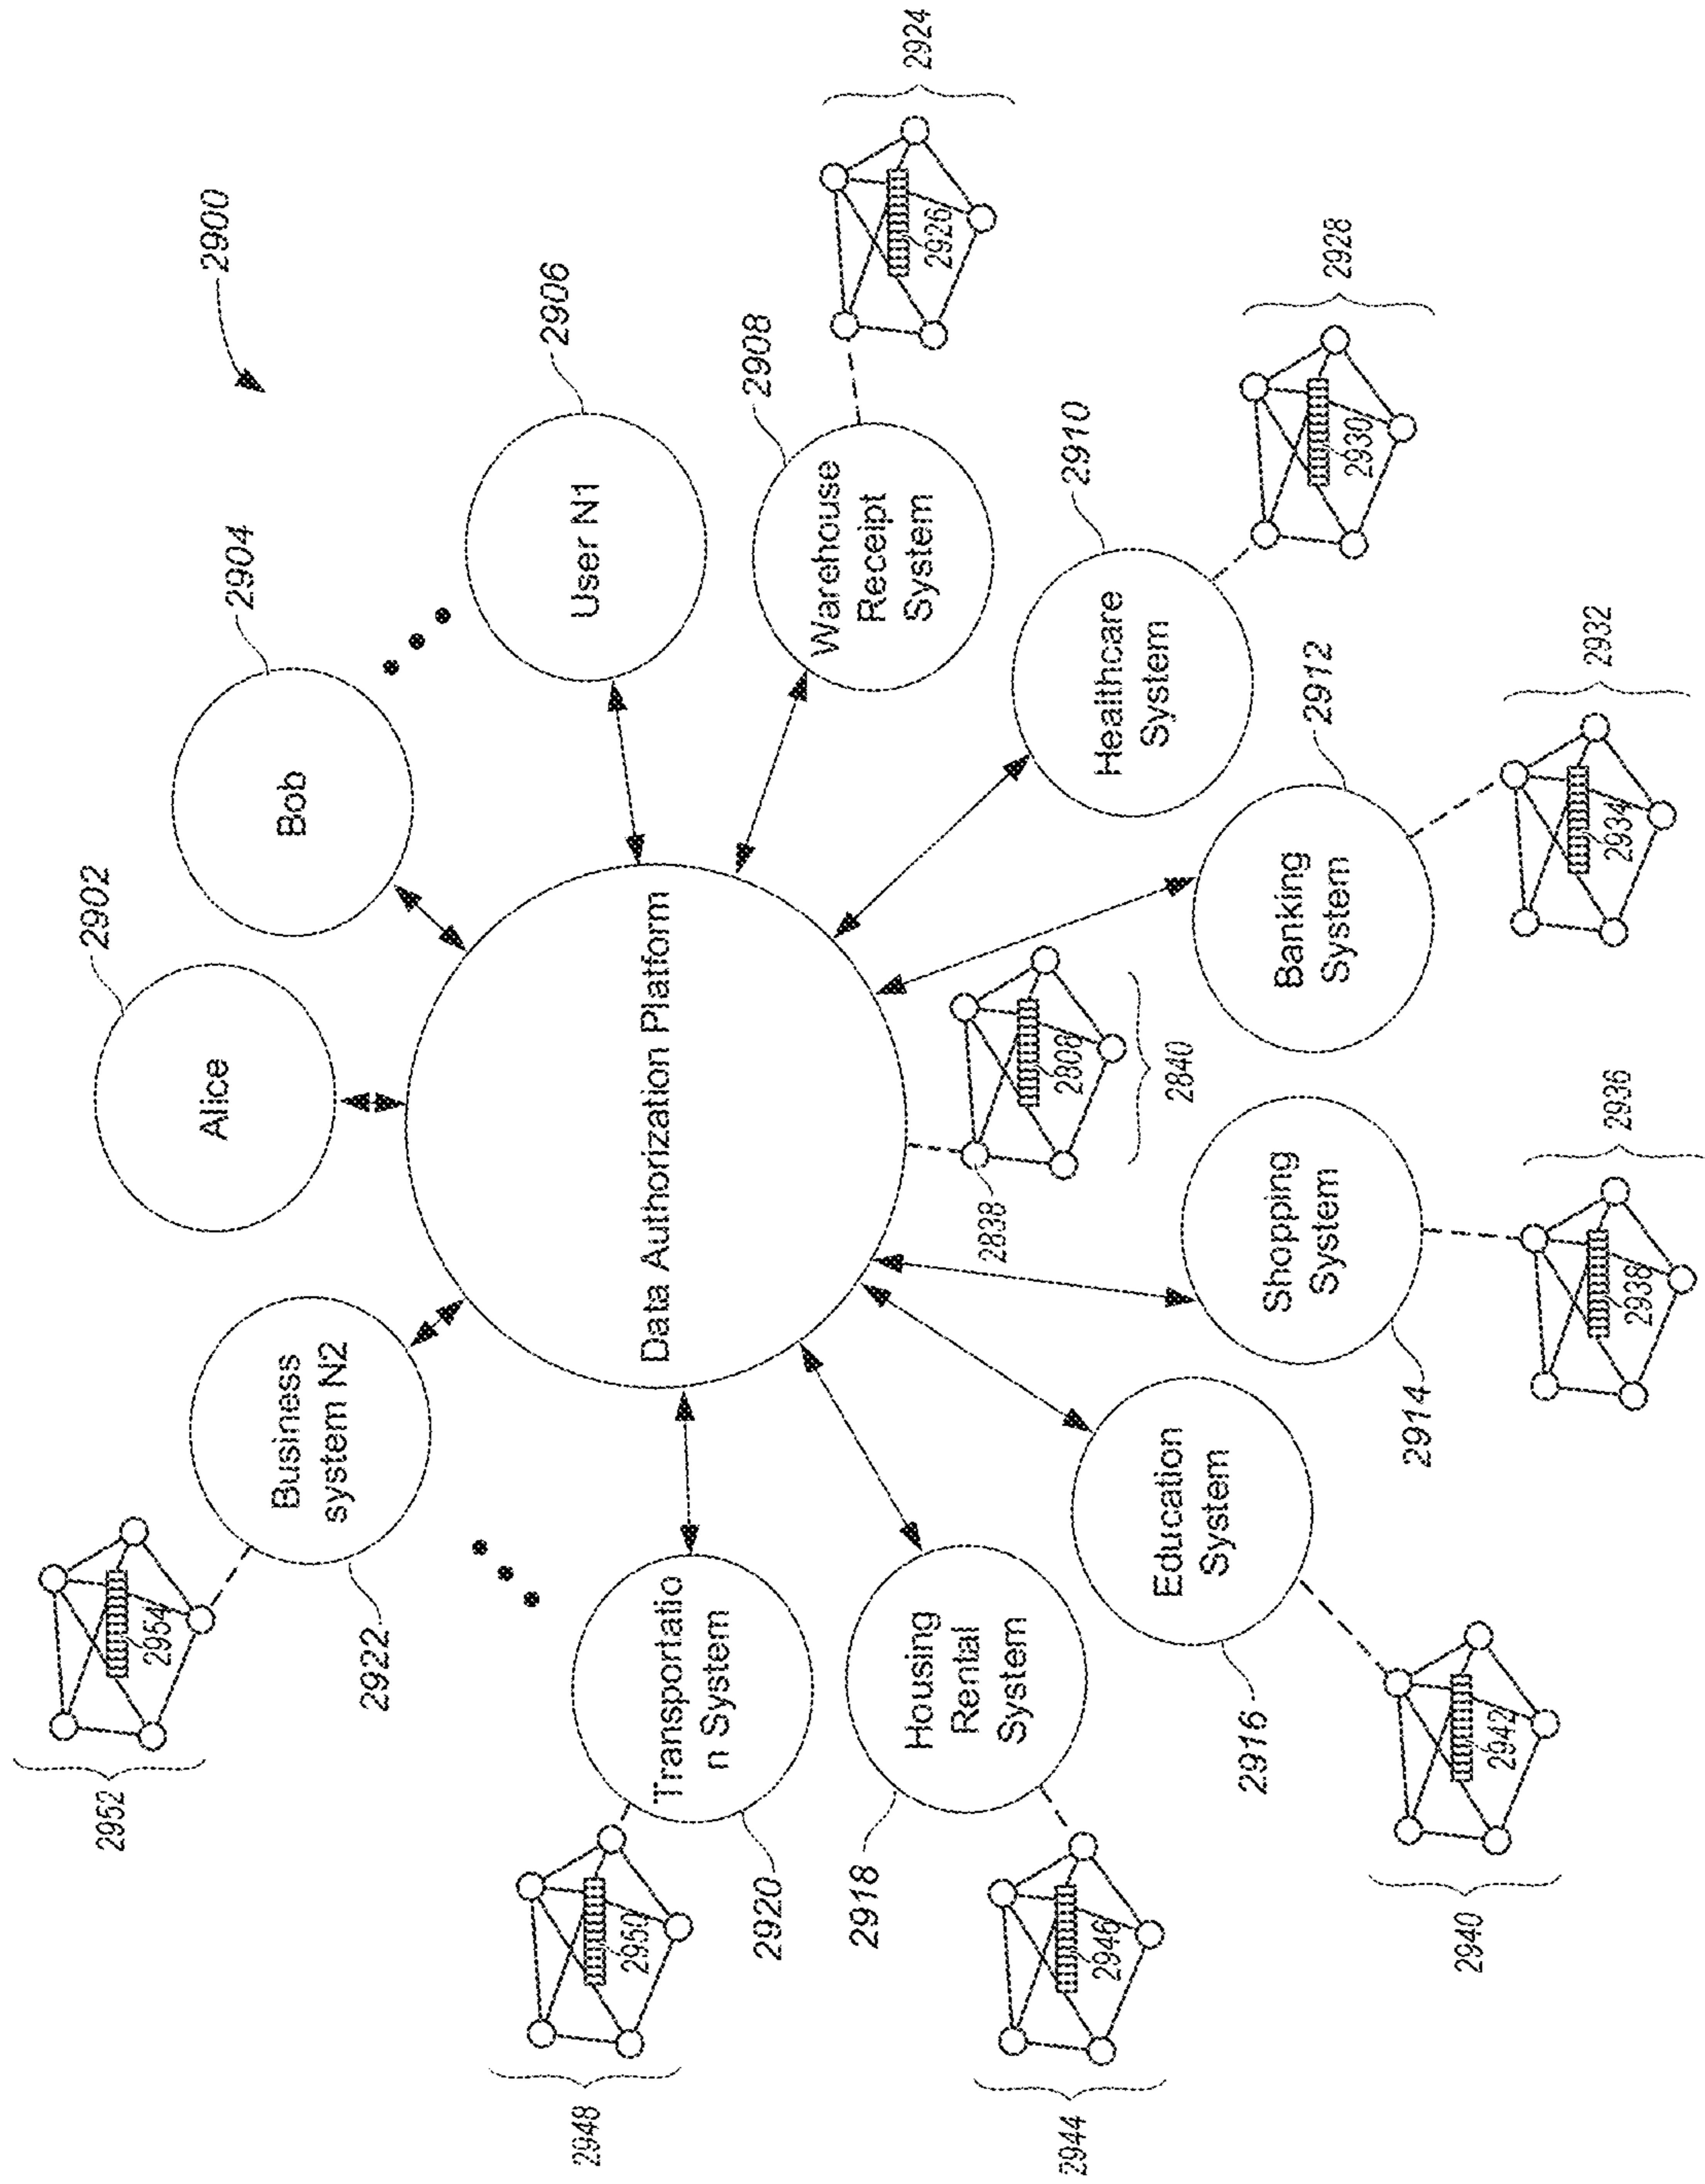 2900
2902
Alice
2904
Bob
2906
User N1
2908
Warehouse
Receipt
System
2924
2926
2910
Healthcare
System
2928
2930
2912
Banking
System
2932
2934
Data Authorization Platform
2838
2808
2840
2914
Shopping
System
2936
2938
2916
Education
System
2940
2942
2918
Housing
Rental
System
2944
2946
2920
Transportatio
n System
2948
2950
2922
Business
system N2
2952
2954